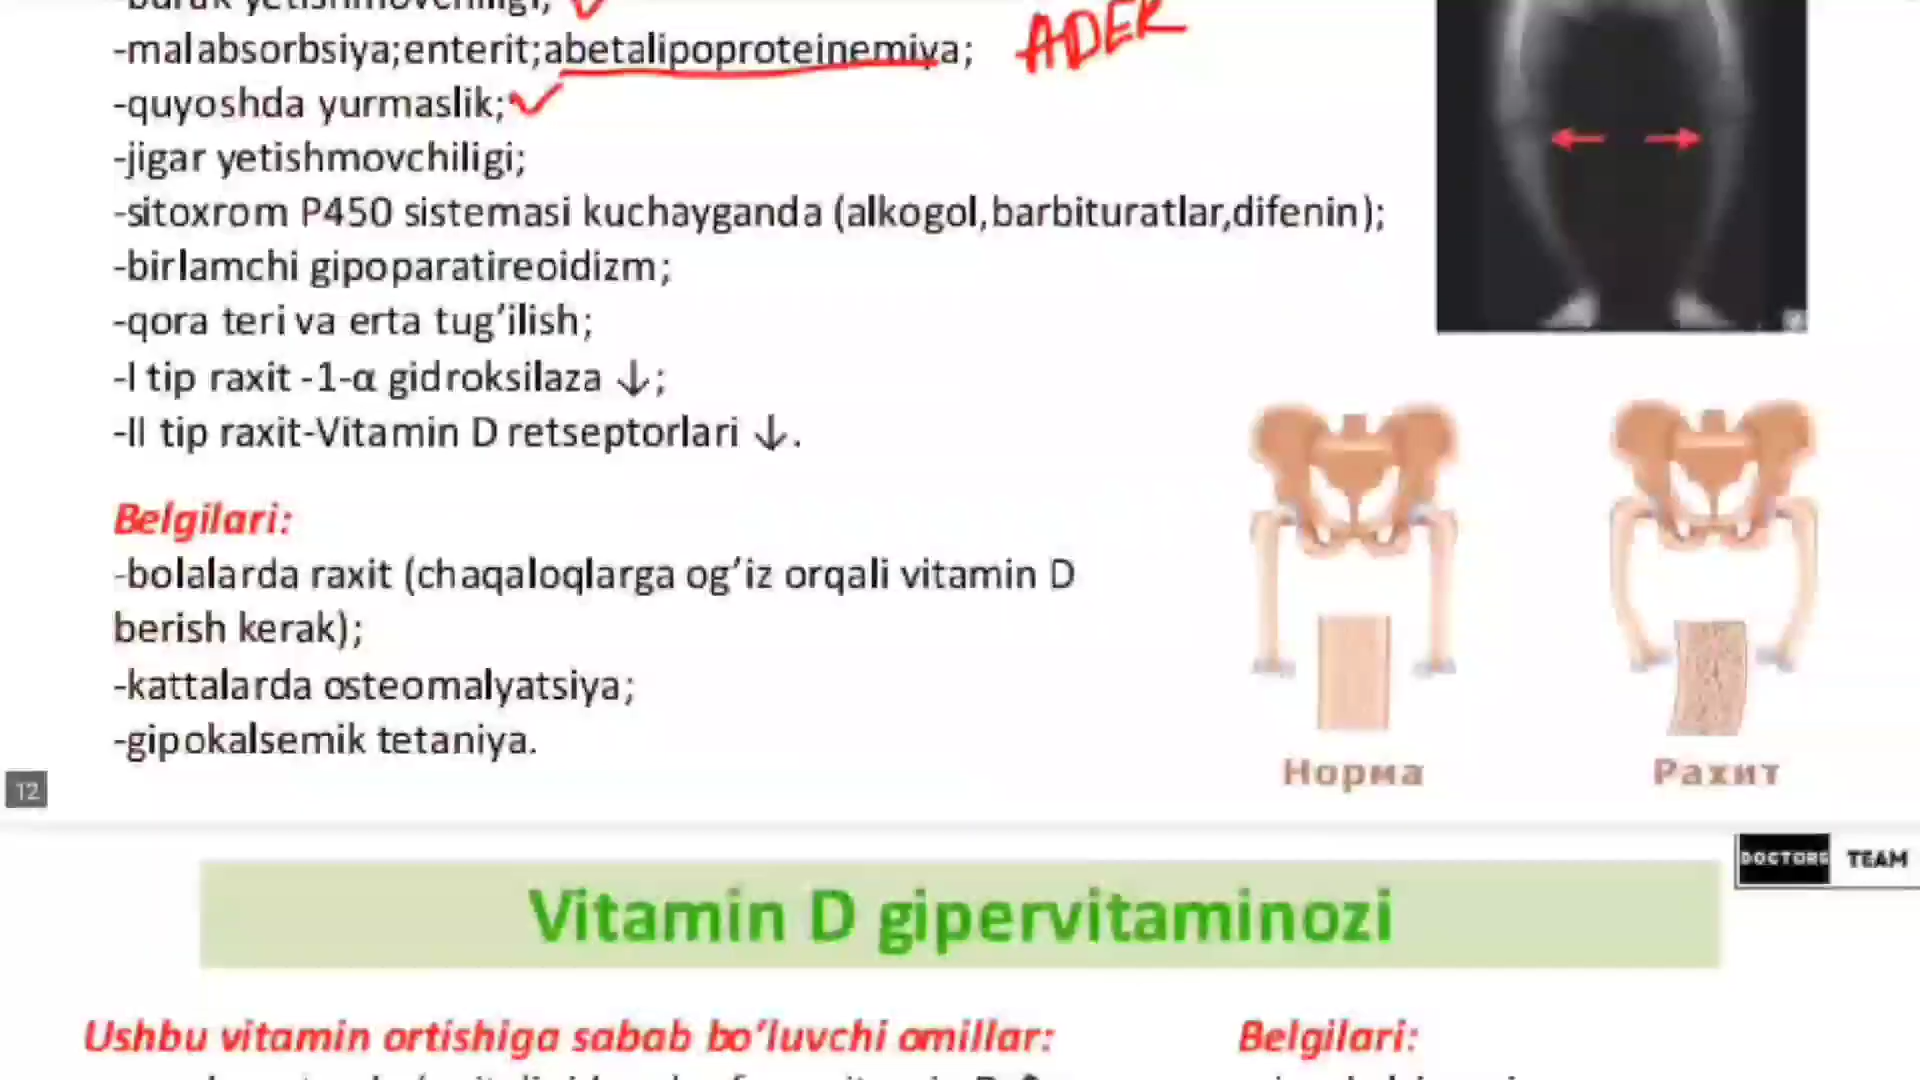 -malabsorbsiya;enterit;abetalipoproteinemiya; ADEK
-quyoshda yurmaslik;
-jigar yetishmovchiligi;
-sitoxrom P450 sistemasi kuchayganda (alkogol,barbituratlar,difenin);
-birlamchi gipoparatireoidizm;
-qora teri va erta tug’ilish;
-I tip raxit -1-α gidroksilaza ↓;
-II tip raxit-Vitamin D retseptorlari ↓.
Belgilari:
-bolalarda raxit (chaqaloqlarga og’iz orqali vitamin D
berish kerak);
-kattalarda osteomalyatsiya;
-gipokalsemik tetaniya.
Норма
Рахит
12
DOCTORS TEAM
Vitamin D gipervitaminozi
Ushbu vitamin ortishiga sabab bo’luvchi omillar:
Belgilari: